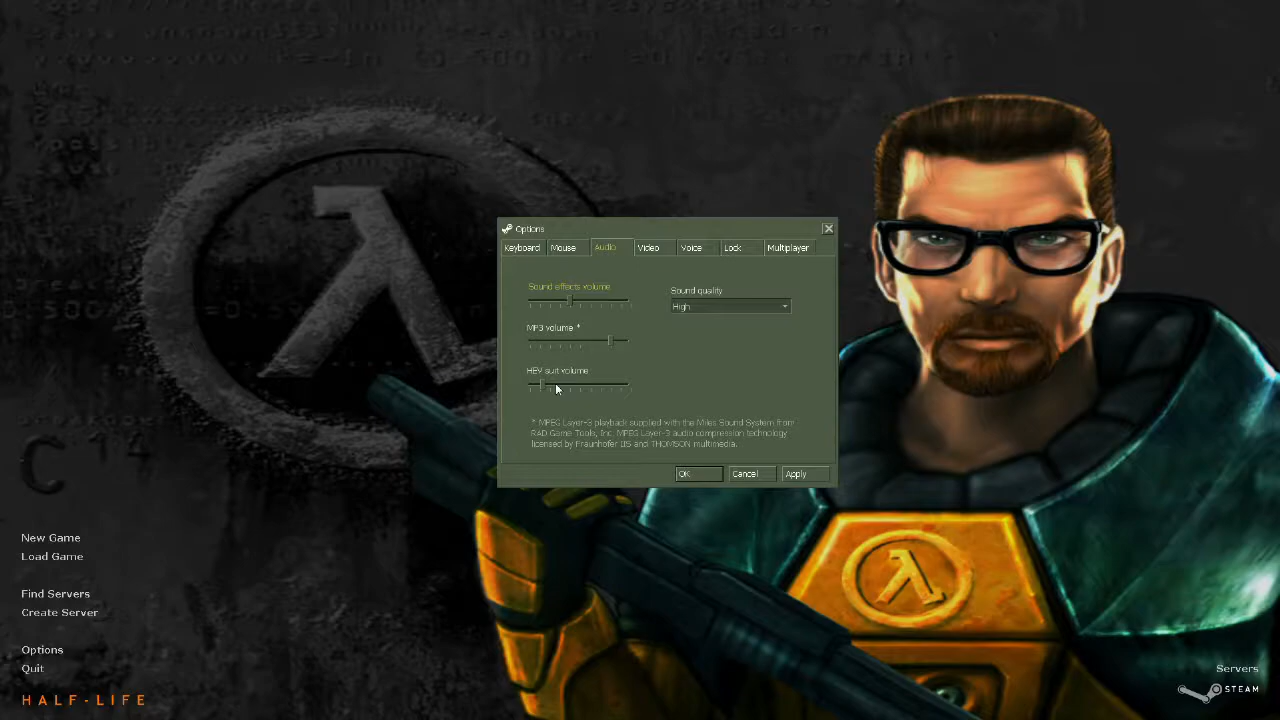 Options
Keyboard Mouse Audio Video Voice Lock Multiplayer
Sound effects volume
Sound quality
High
MP3 volume *
HEV suit volume
* MPEG Layer-3 playback supplied with the Miles Sound System from
RAD Game Tools, Inc. MPEG Layer-3 audio compression technology
licensed by Fraunhofer IIS and THOMSON multimedia.
OK Cancel Apply
New Game
Load Game
Find Servers
Create Server
Options
Quit
HALF-LIFE
Servers
STEAM